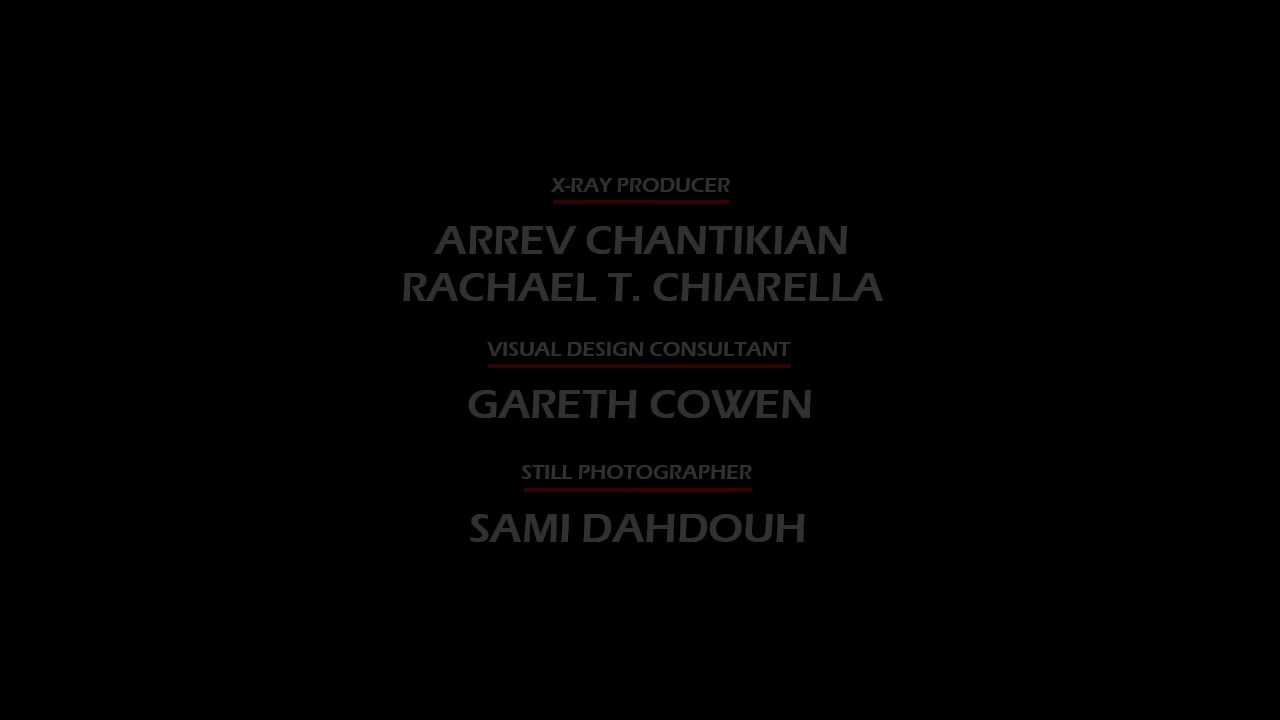 X-RAY PRODUCER
ARREV CHANTIKIAN
RACHAEL T. CHIARELLA
VISUAL DESIGN CONSULTANT
GARETH COWEN
STILL PHOTOGRAPHER
SAMI DAHDOUH